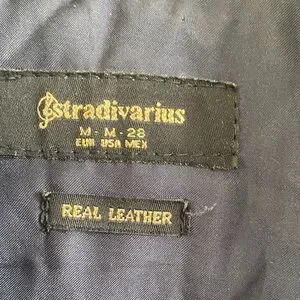 stradivarius
M - M - 28
EUR USA MEX
REAL LEATHER